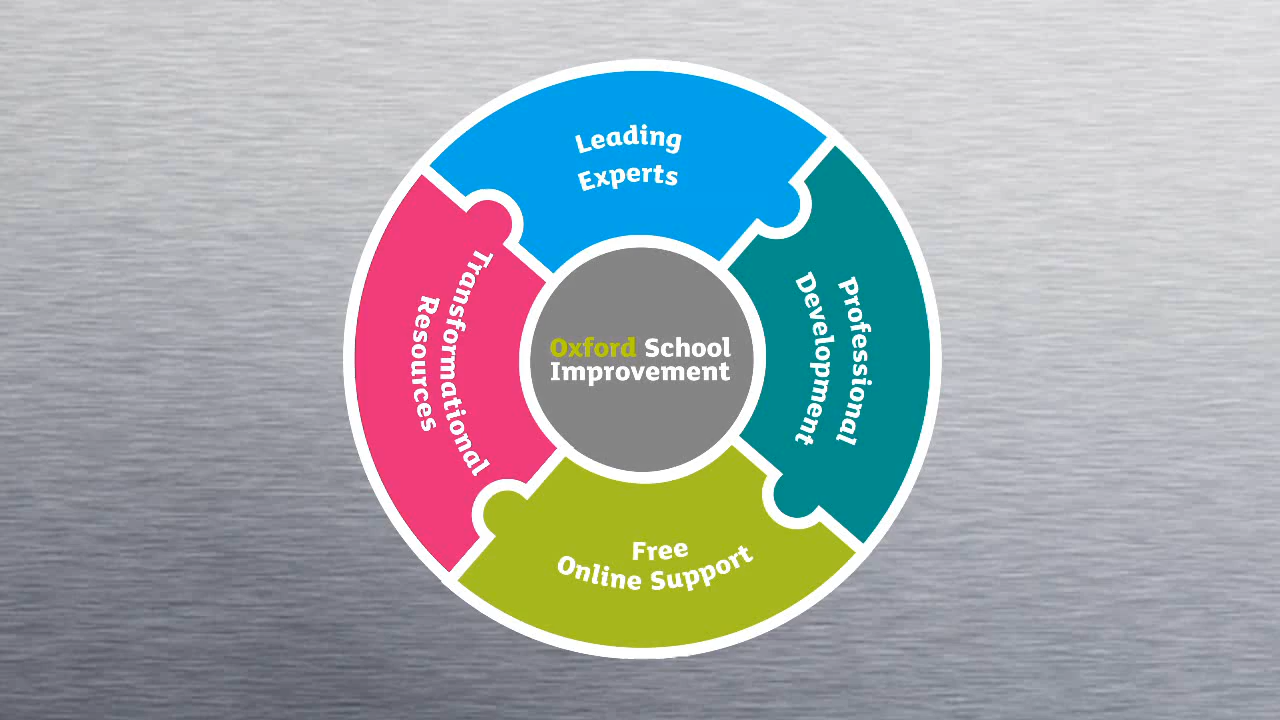 Leading
Experts
Professional
Development
Free
Online Support
Transformational
Resources
Oxford School
Improvement